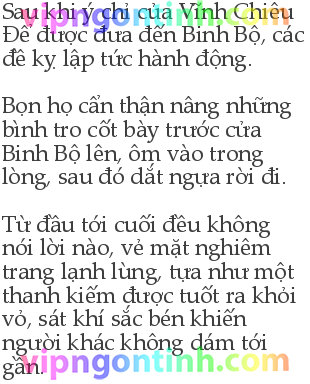 vipngontinh.com
Sau khi ý chỉ của Vĩnh Chiêu
Đế được đưa đến Binh Bộ, các
đề kỵ lập tức hành động.
Bọn họ cẩn thận nâng những
bình tro cốt bày trước cửa
Binh Bộ lên, ôm vào trong
lòng, sau đó dắt ngựa rời đi.
Từ đầu tới cuối đều không
nói lời nào, vẻ mặt nghiêm
trang lạnh lùng, tựa như một
thanh kiếm được tuốt ra khỏi
vỏ, sát khí sắc bén khiến
người khác không dám tới
gần.
vipngontinh.com